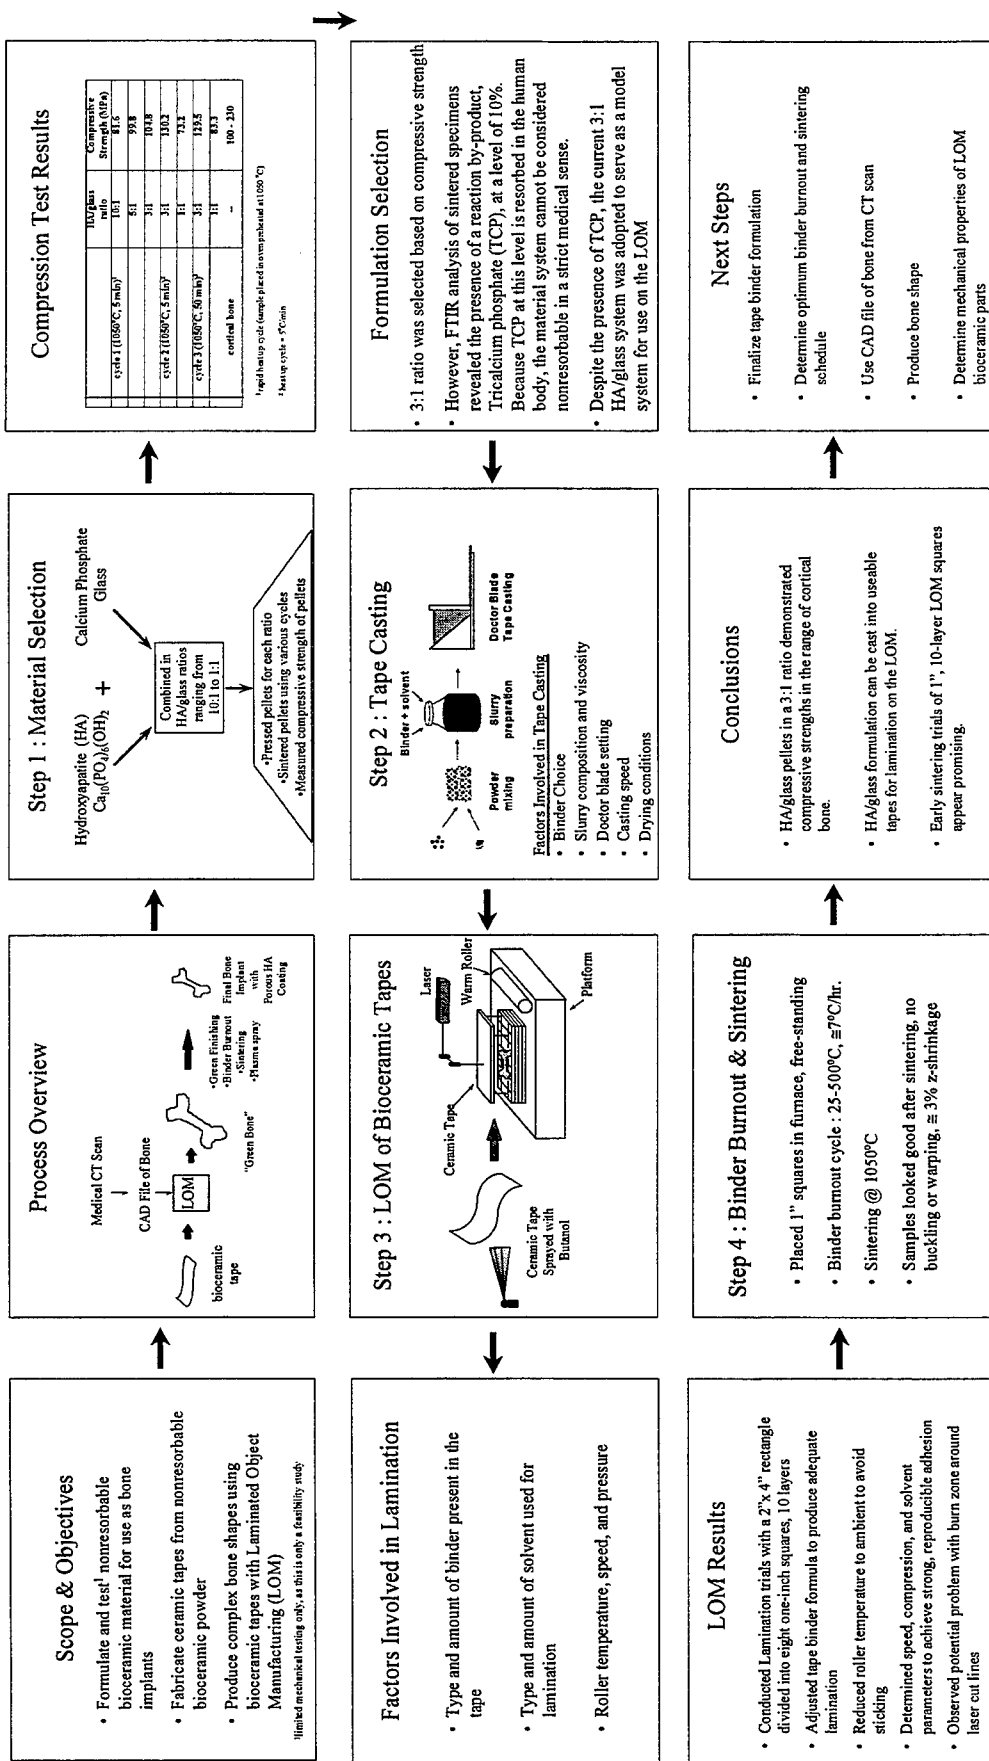 Scope & Objectives
• Formulate and test¹ nonresorbable
bioceramic material for use as bone
implants
• Fabricate ceramic tapes from nonresorbable
bioceramic powder
• Produce complex bone shapes using
bioceramic tapes with Laminated Object
Manufacturing (LOM)
¹limited mechanical testing only, as this is only a feasibility study
Process Overview
Medical CT Scan
CAD File of Bone
LOM
bioceramic
tape
"Green Bone"
•Green Finishing
•Binder Burnout
•Sintering
•Plasma spray
Final Bone
Implant
with
Porous HA
Coating
Step 1 : Material Selection
Hydroxyapatite (HA)
Ca₁₀(PO₄)₆(OH)₂
+
Calcium Phosphate
Glass
Combined in
HA/glass ratios
ranging from
10:1 to 1:1
•Pressed pellets for each ratio
•Sintered pellets using various cycles
•Measured compressive strength of pellets
Compression Test Results
HA/glass
ratio
Compressive
Strength (MPa)
cycle 1 (1050°C, 5 min)¹ 10:1 81.6
5:1 99.8
3:1 104.8
cycle 2 (1050°C, 5 min)² 3:1 130.2
1:1 73.2
cycle 3 (1050°C, 50 min)² 3:1 129.5
1:1 83.3
cortical bone -- 100 - 230
¹rapid heatup cycle (sample placed in oven preheated at 1050 °C)
² heatup cycle = 5°C/min
Formulation Selection
• 3:1 ratio was selected based on compressive strength
• However, FTIR analysis of sintered specimens
revealed the presence of a reaction by-product,
Tricalcium phosphate (TCP), at a level of 10%.
Because TCP at this level is resorbed in the human
body, the material system cannot be considered
nonresorbable in a strict medical sense.
• Despite the presence of TCP, the current 3:1
HA/glass system was adopted to serve as a model
system for use on the LOM
Step 2 : Tape Casting
Binder + solvent
Powder
mixing
Slurry
preparation
Doctor Blade
Tape Casting
Factors Involved in Tape Casting
• Binder Choice
• Slurry composition and viscosity
• Doctor blade setting
• Casting speed
• Drying conditions
Step 3 : LOM of Bioceramic Tapes
Ceramic Tape
Sprayed with
Butanol
Ceramic Tape
Laser
Warm Roller
Platform
Factors Involved in Lamination
• Type and amount of binder present in the
tape
• Type and amount of solvent used for
lamination
• Roller temperature, speed, and pressure
LOM Results
• Conducted Lamination trials with a 2"x 4" rectangle
divided into eight one-inch squares, 10 layers
• Adjusted tape binder formula to produce adequate
lamination
• Reduced roller temperature to ambient to avoid
sticking
• Determined speed, compression, and solvent
parameters to achieve strong, reproducible adhesion
• Observed potential problem with burn zone around
laser cut lines
Step 4 : Binder Burnout & Sintering
• Placed 1" squares in furnace, free-standing
• Binder burnout cycle : 25-500°C, ≅7°C/hr.
• Sintering @ 1050°C
• Samples looked good after sintering, no
buckling or warping, ≅ 3% z-shrinkage
Conclusions
• HA/glass pellets in a 3:1 ratio demonstrated
compressive strengths in the range of cortical
bone.
• HA/glass formulation can be cast into useable
tapes for lamination on the LOM.
• Early sintering trials of 1", 10-layer LOM squares
appear promising.
Next Steps
• Finalize tape binder formulation
• Determine optimum binder burnout and sintering
schedule
• Use CAD file of bone from CT scan
• Produce bone shape
• Determine mechanical properties of LOM
bioceramic parts